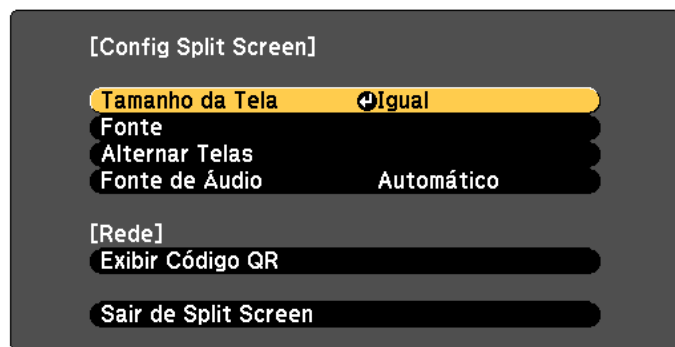 [Config Split Screen]
Tamanho da Tela Igual
Fonte
Alternar Telas
Fonte de Áudio Automático
[Rede]
Exibir Código QR
Sair de Split Screen